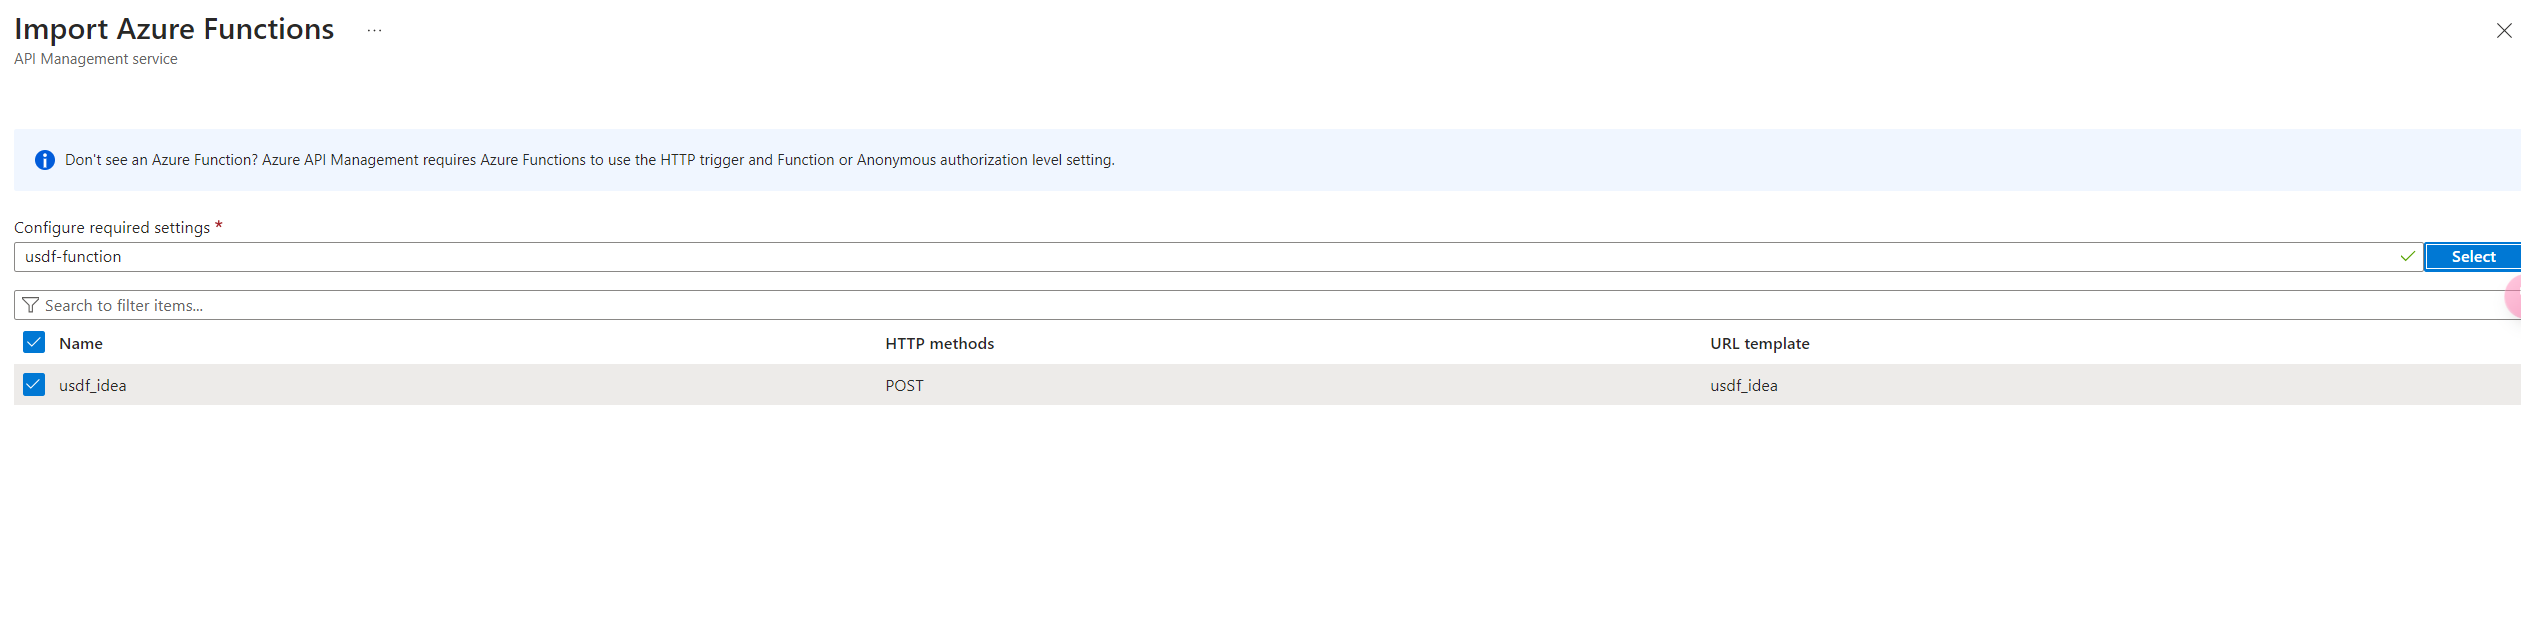 Import Azure Functions ...
API Management service
Don't see an Azure Function? Azure API Management requires Azure Functions to use the HTTP trigger and Function or Anonymous authorization level setting.
Configure required settings *
usdf-function
Select
Search to filter items...
Name HTTP methods URL template
usdf_idea POST usdf_idea